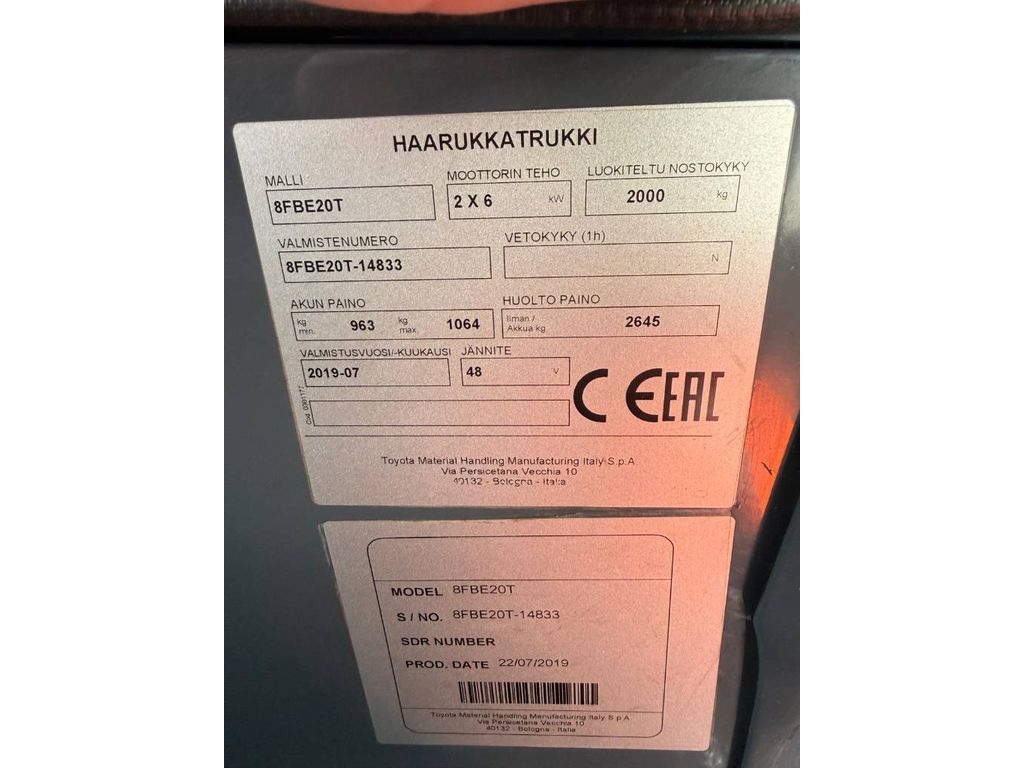 HAARUKKATRUKKI
MALLI MOOTTORIN TEHO LUOKITELTU NOSTOKYKY
8FBE20T 2 X 6 kW 2000 kg
VALMISTENUMERO VETOKYKY (1h)
8FBE20T-14833 N
AKUN PAINO HUOLTO PAINO
kg min. 963 kg max. 1064 Ilman / Akkua kg 2645
VALMISTUSVUOSI/-KUUKAUSI JÄNNITE
2019-07 48 V
CE EAC
Cod. 0301177
Toyota Material Handling Manufacturing Italy S.p.A
Via Persicetana Vecchia 10
40132 - Bologna - Italia
MODEL 8FBE20T
S / NO. 8FBE20T-14833
SDR NUMBER
PROD. DATE 22/07/2019
Toyota Material Handling Manufacturing Italy S.p.A
Via Persicetana Vecchia 10
40132 - Bologna - Italia